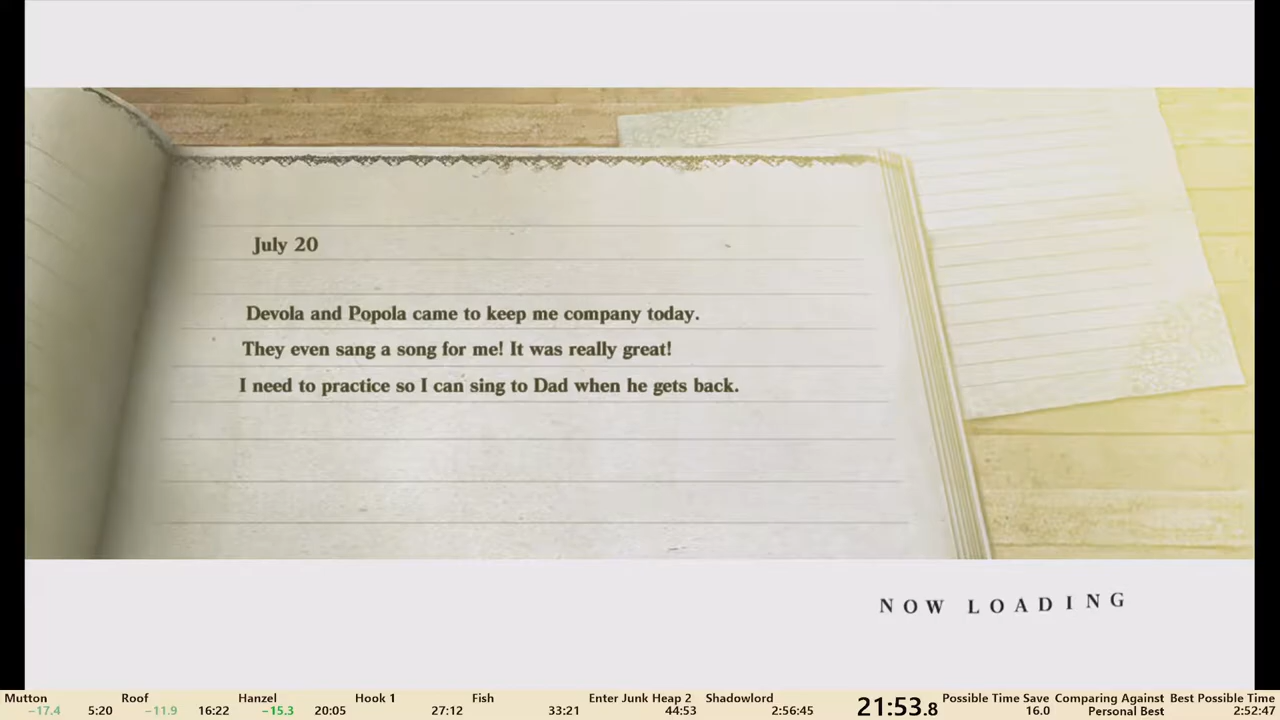 July 20
Devola and Popola came to keep me company today.
They even sang a song for me! It was really great!
I need to practice so I can sing to Dad when he gets back.
NOW LOADING
Mutton Roof Hanzel Hook 1 Fish Enter Junk Heap 2 Shadowlord 21:53.8 Possible Time Save Comparing Against Best Possible Time
−17.4 5:20 −11.9 16:22 −15.3 20:05 27:12 33:21 44:53 2:56:45 16.0 Personal Best 2:52:47